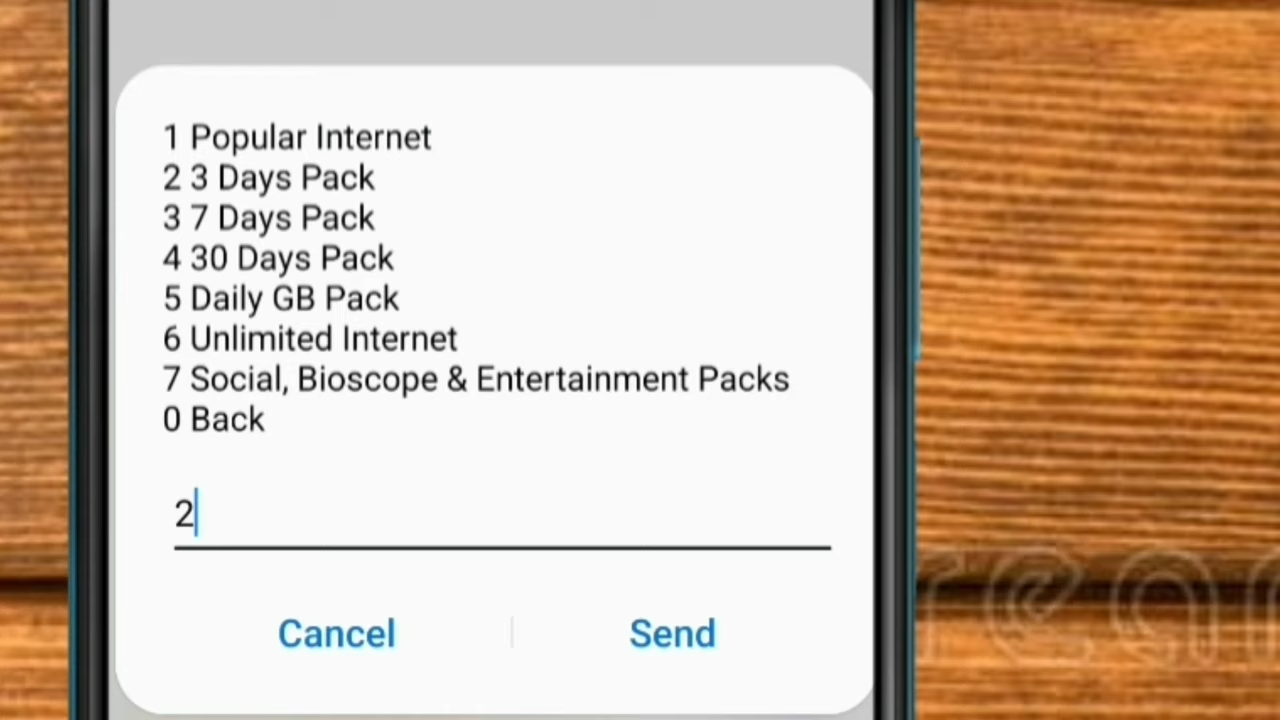 1 Popular Internet
2 3 Days Pack
3 7 Days Pack
4 30 Days Pack
5 Daily GB Pack
6 Unlimited Internet
7 Social, Bioscope & Entertainment Packs
0 Back
2
Cancel
Send